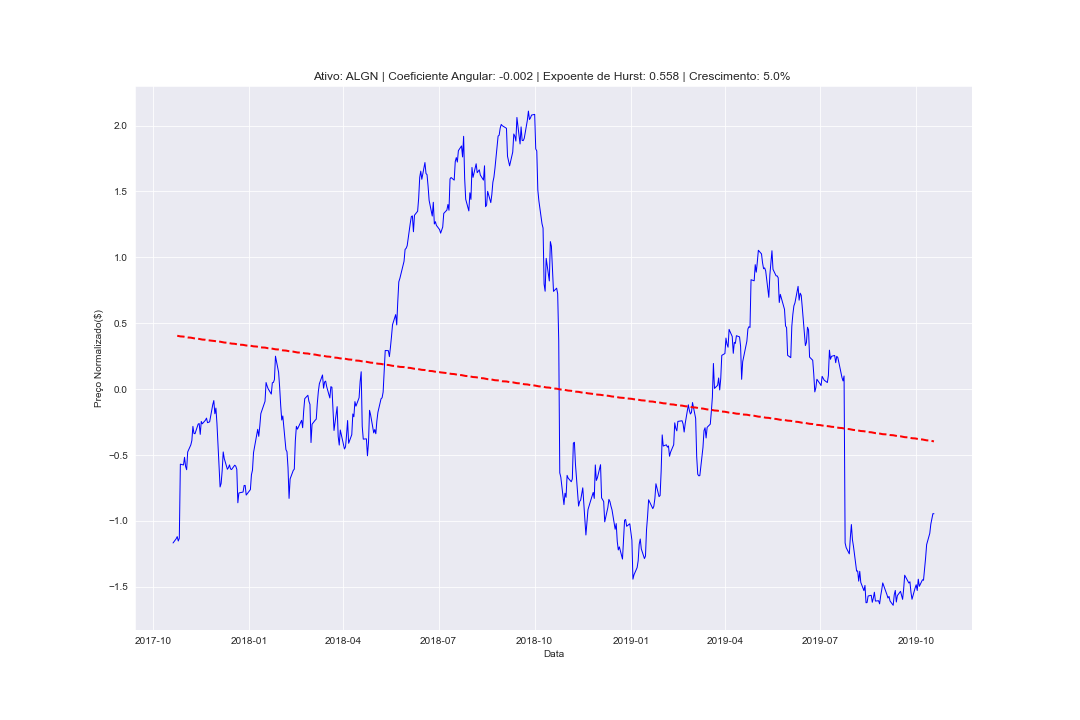 Ativo: ALGN | Coeficiente Angular: -0.002 | Expoente de Hurst: 0.558 | Crescimento: 5.0%
2.0
1.5
1.0
0.5
0.0
−0.5
−1.0
−1.5
Preço Normalizado($)
2017-10 2018-01 2018-04 2018-07 2018-10 2019-01 2019-04 2019-07 2019-10
Data